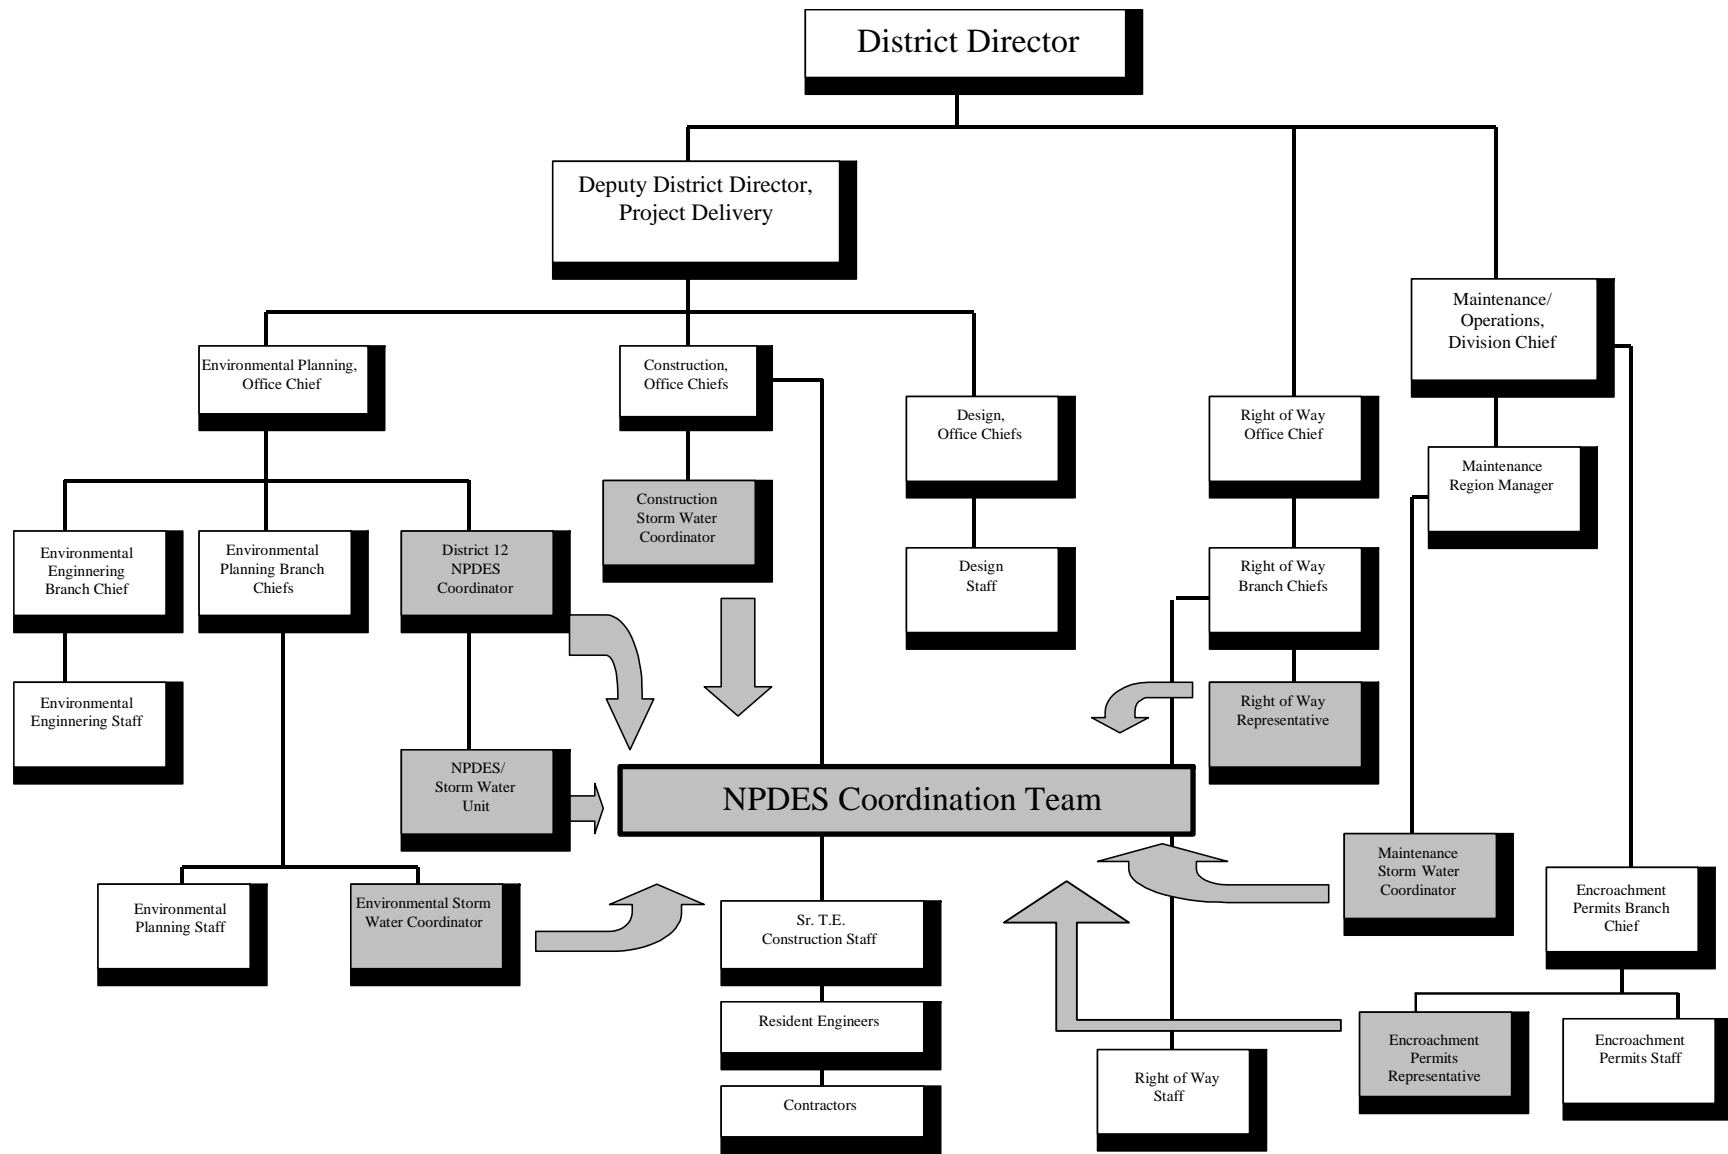 District Director
Deputy District Director,
Project Delivery
Maintenance/
Operations,
Division Chief
Environmental Planning,
Office Chief
Construction,
Office Chiefs
Design,
Office Chiefs
Right of Way
Office Chief
Maintenance
Region Manager
Construction
Storm Water
Coordinator
Environmental
Enginnering
Branch Chief
Environmental
Planning Branch
Chiefs
District 12
NPDES
Coordinator
Design
Staff
Right of Way
Branch Chiefs
Environmental
Enginnering Staff
Right of Way
Representative
NPDES/
Storm Water
Unit
NPDES Coordination Team
Maintenance
Storm Water
Coordinator
Environmental
Planning Staff
Environmental Storm
Water Coordinator
Sr. T.E.
Construction Staff
Encroachment
Permits Branch
Chief
Resident Engineers
Encroachment
Permits
Representative
Encroachment
Permits Staff
Right of Way
Staff
Contractors